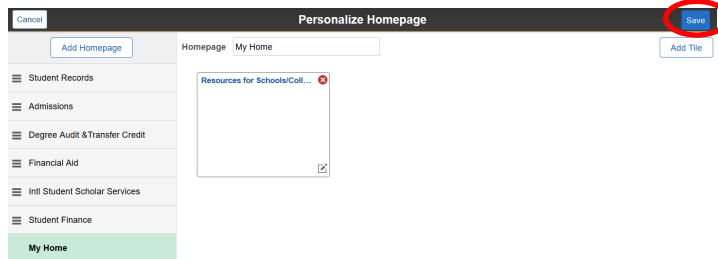 Cancel
Personalize Homepage
Save
Add Homepage
Homepage My Home
Add Tile
Student Records
Resources for Schools/Coll...
Admissions
Degree Audit &Transfer Credit
Financial Aid
Intl Student Scholar Services
Student Finance
My Home